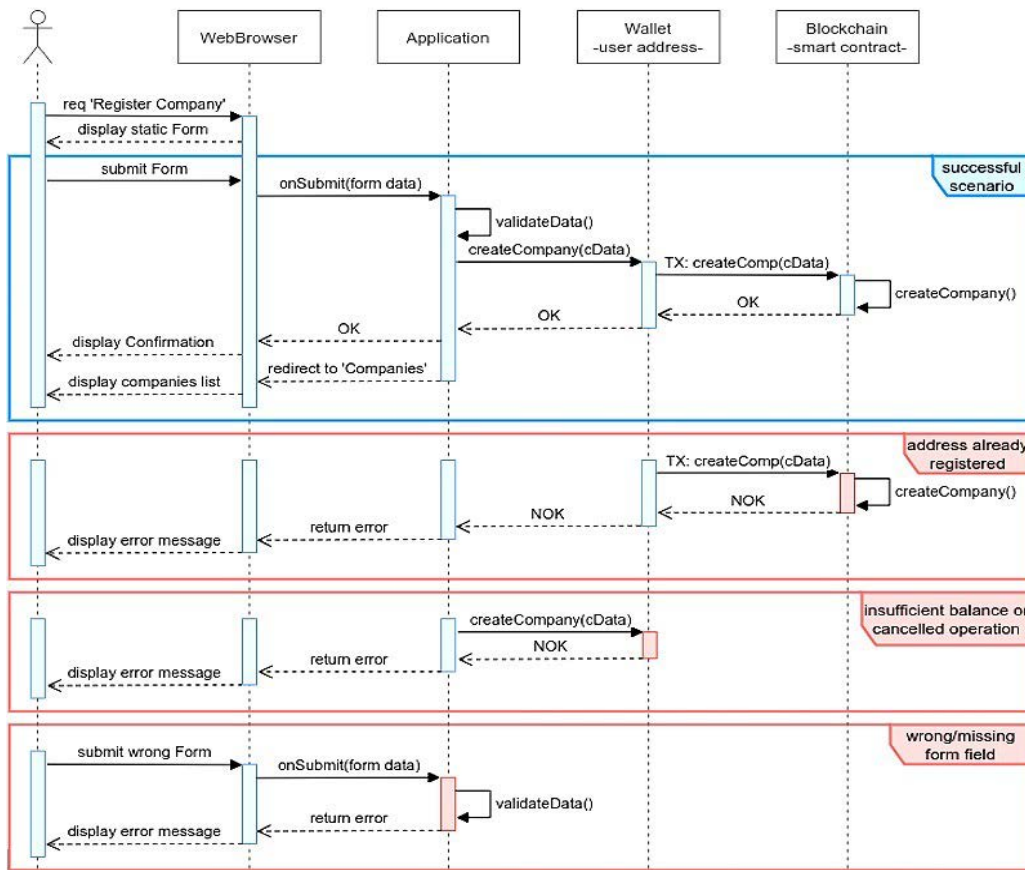 WebBrowser
Application
Wallet
-user address-
Blockchain
-smart contract-
req 'Register Company'
display static Form
successful
scenario
submit Form
onSubmit(form data)
validateData()
createCompany(cData)
TX: createComp(cData)
createCompany()
OK
OK
OK
display Confirmation
redirect to 'Companies'
display companies list
address already
registered
TX: createComp(cData)
createCompany()
NOK
NOK
return error
display error message
insufficient balance or
cancelled operation
createCompany(cData)
NOK
return error
display error message
wrong/missing
form field
submit wrong Form
onSubmit(form data)
validateData()
return error
display error message